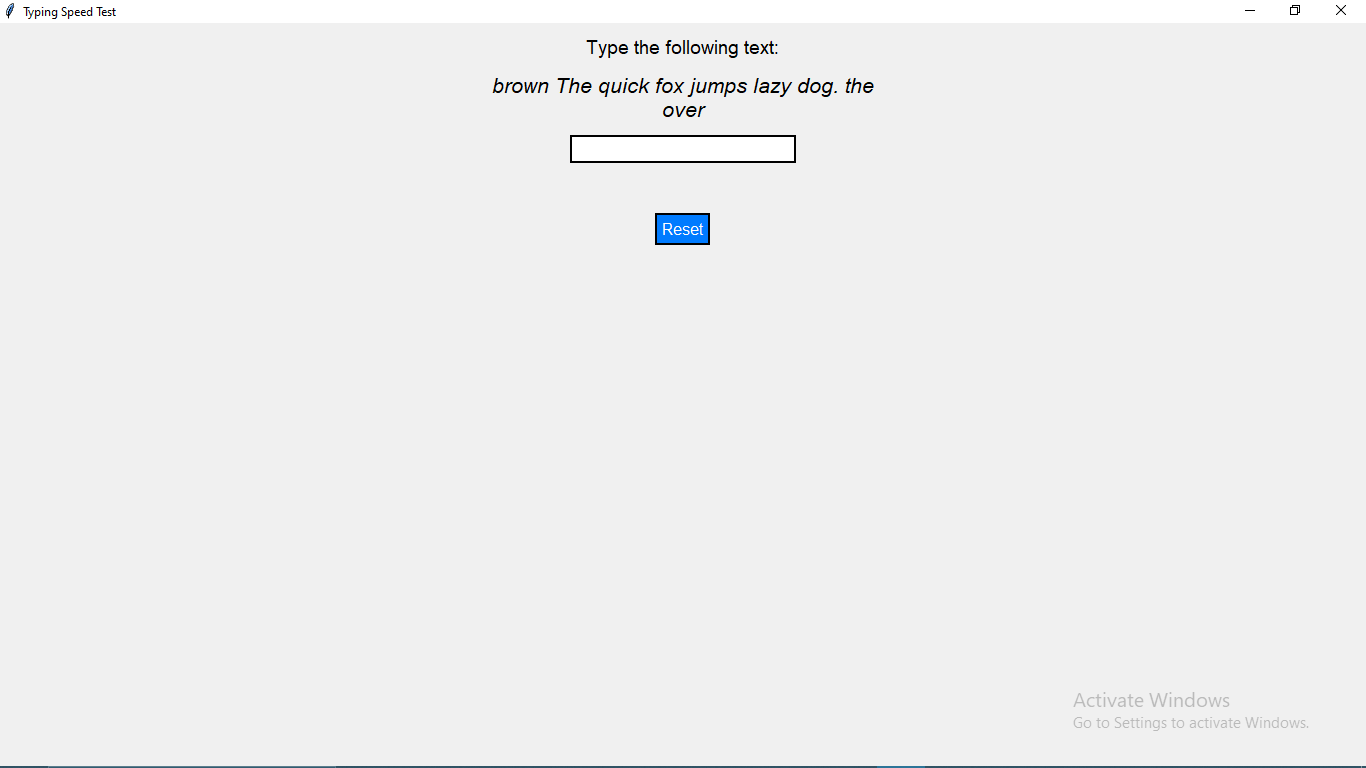 Typing Speed Test
Type the following text:
brown The quick fox jumps lazy dog. the
over
Reset
Activate Windows
Go to Settings to activate Windows.